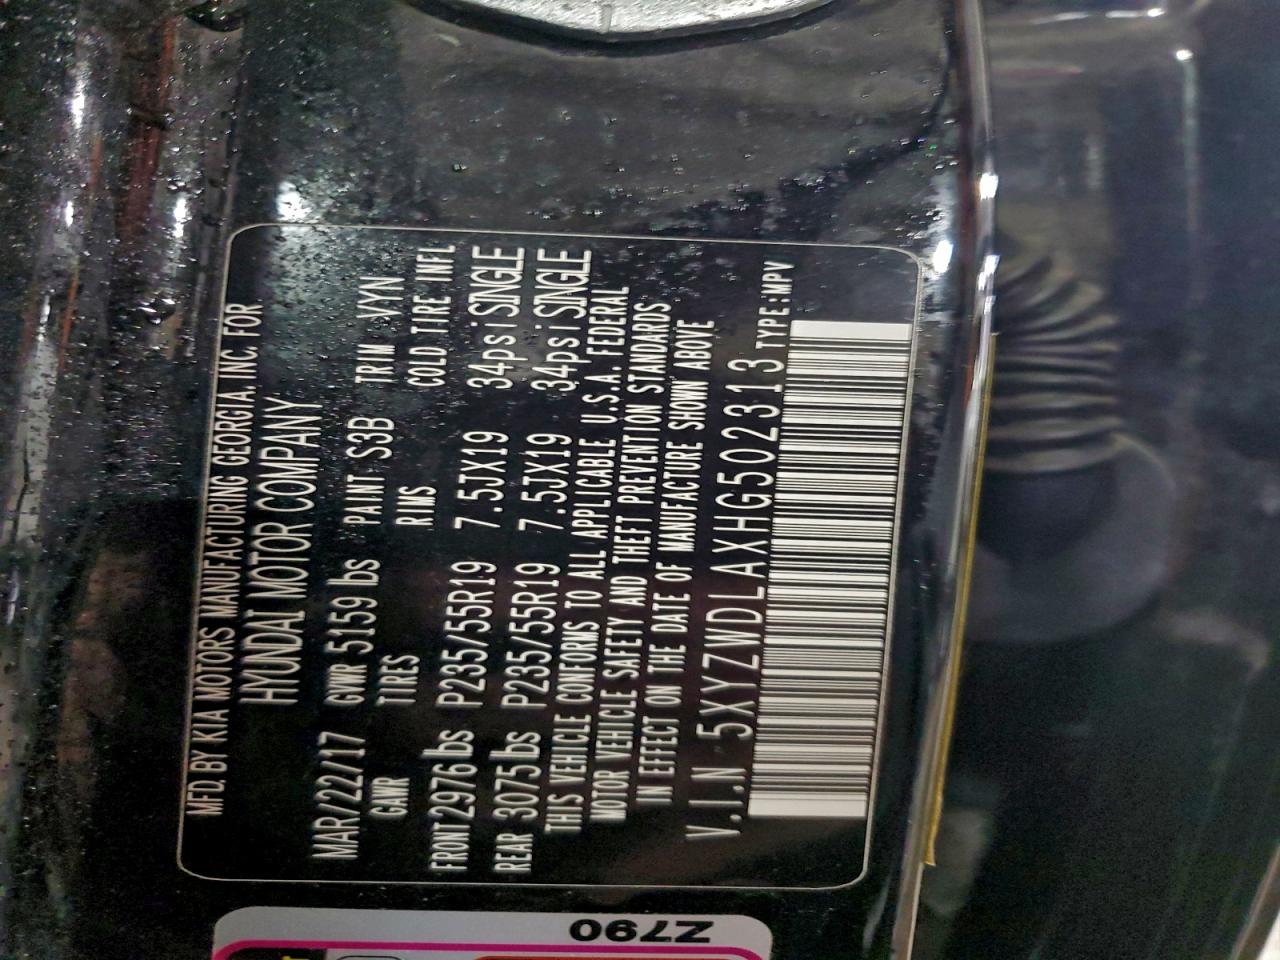 MFD. BY KIA MOTORS MANUFACTURING GEORGIA, INC. FOR
HYUNDAI MOTOR COMPANY
MAR/22/17 GVWR 5159 lbs PAINT S3B TRIM VYN
GAWR TIRES RIMS COLD TIRE INFL
FRONT 2976 lbs P235/55R19 7.5JX19 34psi SINGLE
REAR 3075 lbs P235/55R19 7.5JX19 34psi SINGLE
THIS VEHICLE CONFORMS TO ALL APPLICABLE U.S.A. FEDERAL
MOTOR VEHICLE SAFETY AND THEFT PREVENTION STANDARDS
IN EFFECT ON THE DATE OF MANUFACTURE SHOWN ABOVE
V.I.N 5XYZWDLAXHG502313 TYPE:MPV
Z790